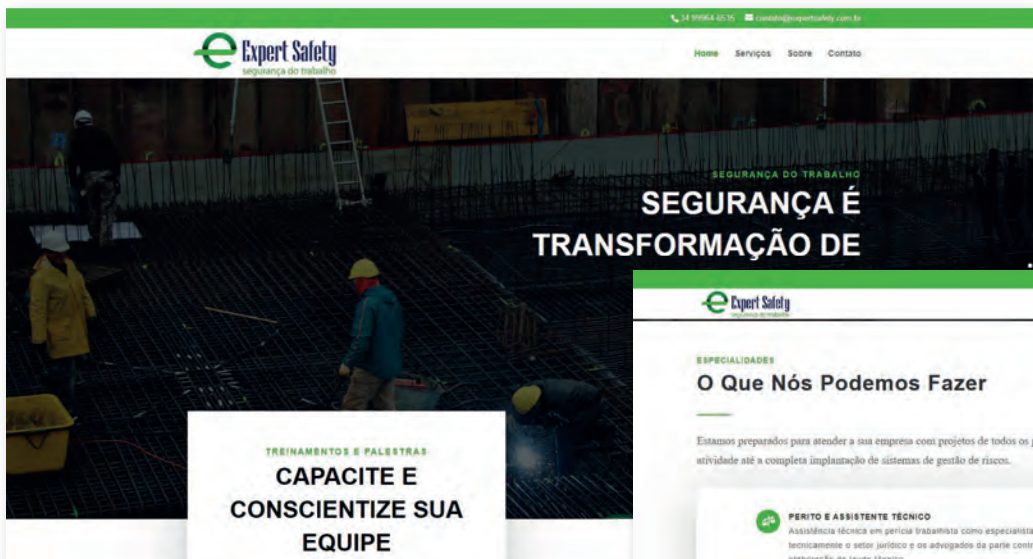 34 99964-6535 contato@expertsafety.com.br
Expert Safety
segurança do trabalho
Home Serviços Sobre Contato
SEGURANÇA DO TRABALHO
SEGURANÇA É
TRANSFORMAÇÃO DE
TREINAMENTOS E PALESTRAS
CAPACITE E
CONSCIENTIZE SUA
EQUIPE
Expert Safety
segurança do trabalho
ESPECIALIDADES
O Que Nós Podemos Fazer
Estamos preparados para atender a sua empresa com projetos de todos os
atividade até a completa implantação de sistemas de gestão de riscos.
PERITO E ASSISTENTE TÉCNICO
Assistência técnica em perícia trabalhista como especialista
tecnicamente o setor jurídico e os advogados da parte